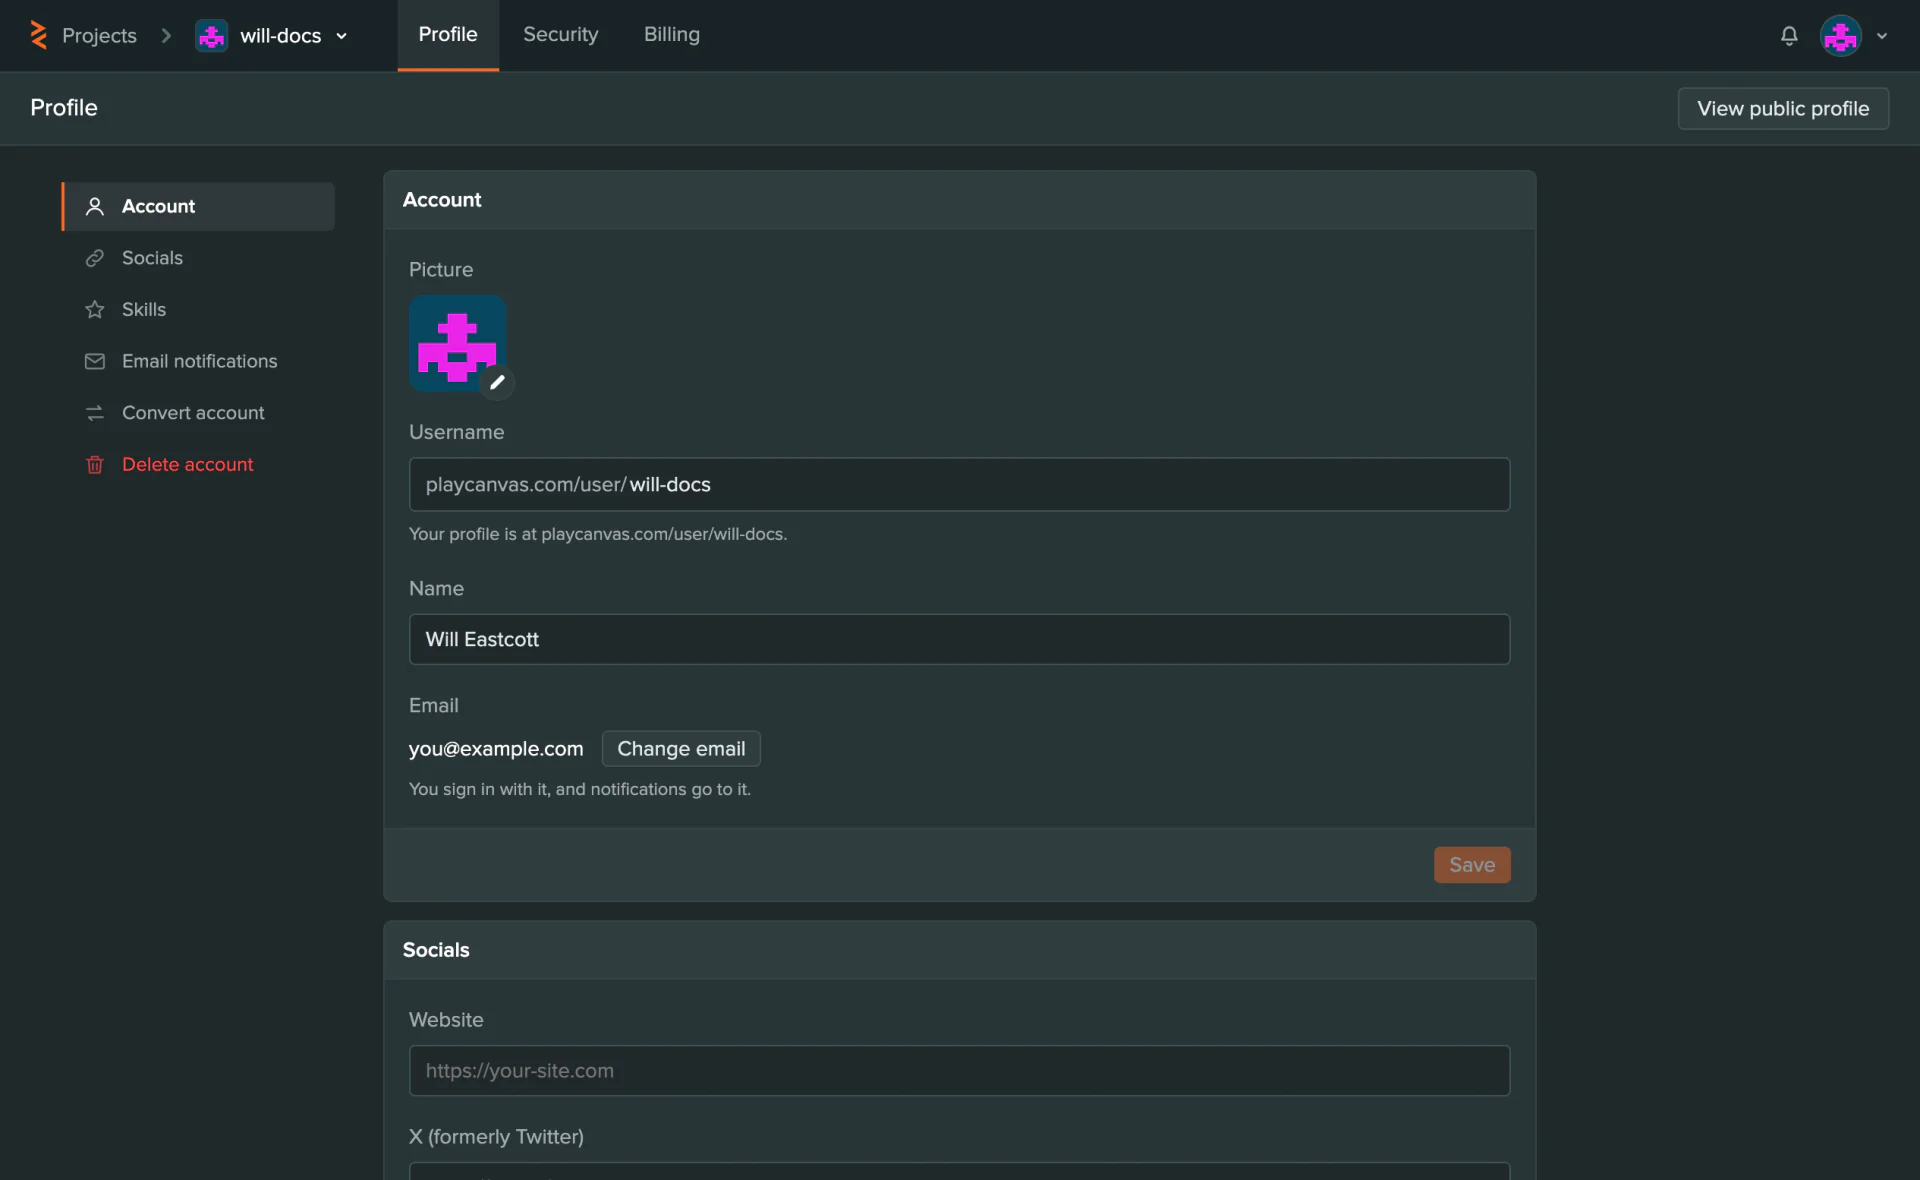 Projects
will-docs
Profile
Security
Billing
Profile
View public profile
Account
Socials
Skills
Email notifications
Convert account
Delete account
Account
Picture
Username
playcanvas.com/user/will-docs
Your profile is at playcanvas.com/user/will-docs.
Name
Will Eastcott
Email
you@example.com
Change email
You sign in with it, and notifications go to it.
Save
Socials
Website
https://your-site.com
X (formerly Twitter)